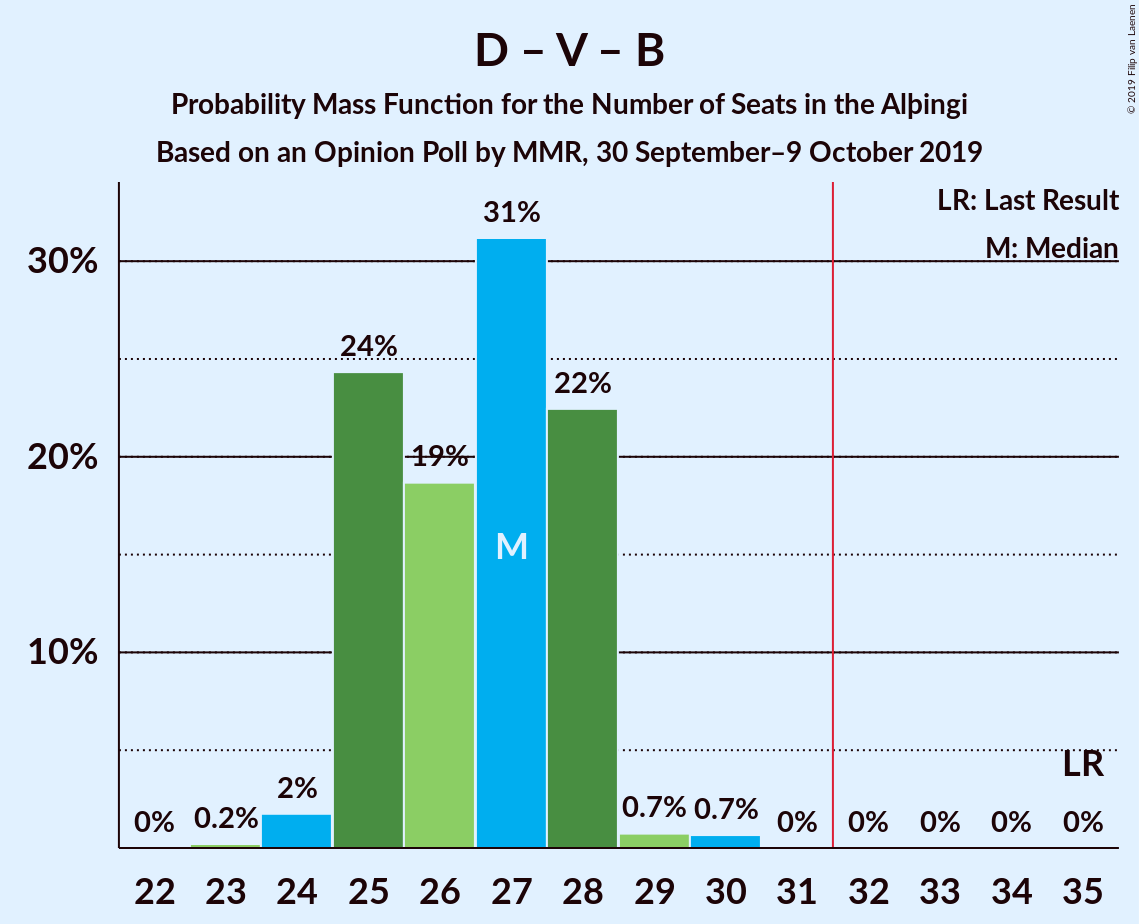 D – V – B
Probability Mass Function for the Number of Seats in the Alþingi
Based on an Opinion Poll by MMR, 30 September–9 October 2019
© 2019 Filip van Laenen
LR: Last Result
M: Median
30%
20%
10%
0%
0.2%
2%
24%
19%
31%
22%
0.7%
0.7%
0%
0%
0%
0%
0%
M
LR
22 23 24 25 26 27 28 29 30 31 32 33 34 35